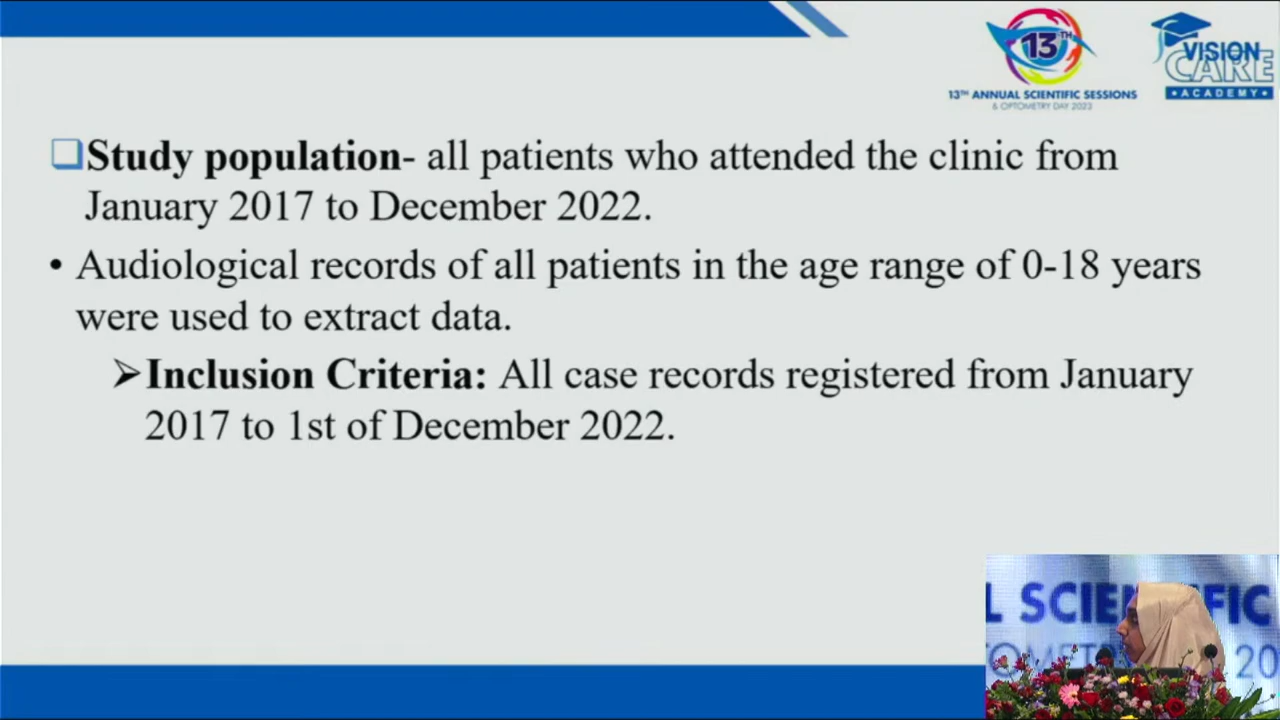 13TH
13TH ANNUAL SCIENTIFIC SESSIONS
& OPTOMETRY DAY 2023
VISION
CARE
ACADEMY
❑Study population- all patients who attended the clinic from
January 2017 to December 2022.
• Audiological records of all patients in the age range of 0-18 years
were used to extract data.
➢Inclusion Criteria: All case records registered from January
2017 to 1st of December 2022.